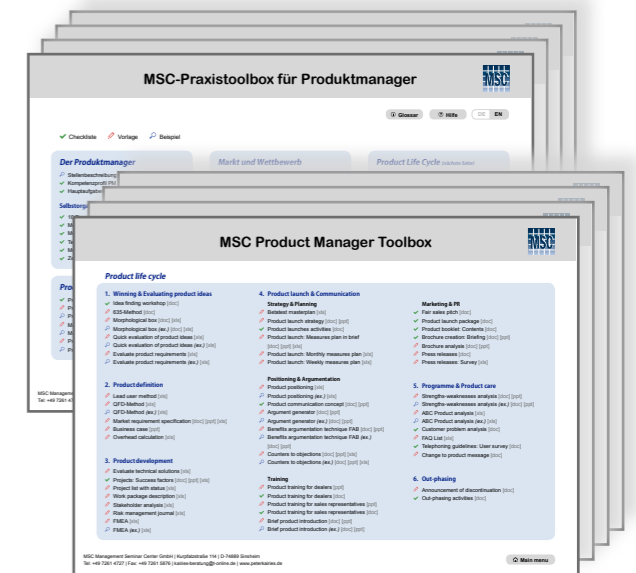 MSC-Praxistoolbox für Produktmanager
MSC
Glossar
Hilfe
DE EN
Checkliste Vorlage Beispiel
Der Produktmanager
Stellenbeschreibung
Kompetenzprofil PM
Hauptaufgaben
Markt und Wettbewerb
Product Life Cycle
MSC Product Manager Toolbox
MSC
Product life cycle
1. Winning & Evaluating product ideas
Idea finding workshop [doc]
635-Method [doc]
Morphological box [doc] [xls]
Morphological box (ex.) [doc] [xls]
Quick evaluation of product ideas [xls]
Quick evaluation of product ideas (ex.) [xls]
Evaluate product requirements [xls]
Evaluate product requirements (ex.) [xls]
2. Productdefinition
Lead user method [xls]
QFD-Method [xls]
QFD-Method (ex.) [xls]
Market requirement specification [doc] [ppt] [xls]
Business case [ppt]
Overhead calculation [xls]
3. Productdevelopment
Evaluate technical solutions [xls]
Projects: Success factors [doc] [ppt] [xls]
Project list with status [xls]
Work package description [xls]
Stakeholder analysis [xls]
Risk management journal [xls]
FMEA [xls]
FMEA (ex.) [xls]
4. Product launch & Communication
Strategy & Planning
Betatest masterplan [xls]
Product launch strategy [doc] [ppt]
Product launches activities [doc]
Product launch: Measures plan in brief
[doc] [ppt] [xls]
Product launch: Monthly measures plan [xls]
Product launch: Weekly measures plan [xls]
Positioning & Argumentation
Product positioning [xls]
Product positioning (ex.) [xls]
Product communication concept [doc] [ppt]
Argument generator [doc] [ppt]
Argument generator (ex.) [doc] [ppt]
Benefits argumentation technique FAB [doc] [ppt]
Benefits argumentation technique FAB (ex.)
[doc] [ppt]
Counters to objections [doc] [ppt] [xls]
Counters to objections (ex.) [doc] [ppt] [xls]
Training
Product training for dealers [ppt]
Product training for dealers [doc]
Product training for sales representatives [ppt]
Product training for sales representatives [doc]
Brief product introduction [doc] [ppt]
Brief product introduction (ex.) [doc] [ppt]
Marketing & PR
Fair sales pitch [doc]
Product launch package [doc]
Product booklet: Contents [doc]
Brochure creation: Briefing [doc] [ppt]
Brochure analysis [doc] [ppt]
Press releases [doc]
Press releases: Survey [xls]
5. Programme & Product care
Strengths-weaknesses analysis [doc] [ppt]
Strengths-weaknesses analysis (ex.) [doc] [ppt]
ABC Product analysis [xls]
ABC Product analysis (ex.) [xls]
Customer problem analysis [doc]
FAQ List [xls]
Telephoning guidelines: User survey [doc]
Change to product message [doc]
6. Out-phasing
Announcement of discontinuation [doc]
Out-phasing activities [doc]
MSC Management Seminar Center GmbH | Kurpfalzstraße 114 | D-74889 Sinsheim
Tel: +49 7261 4727 | Fax: +49 7261 5876 | kairies-beratung@t-online.de | www.peterkairies.de
Main menu